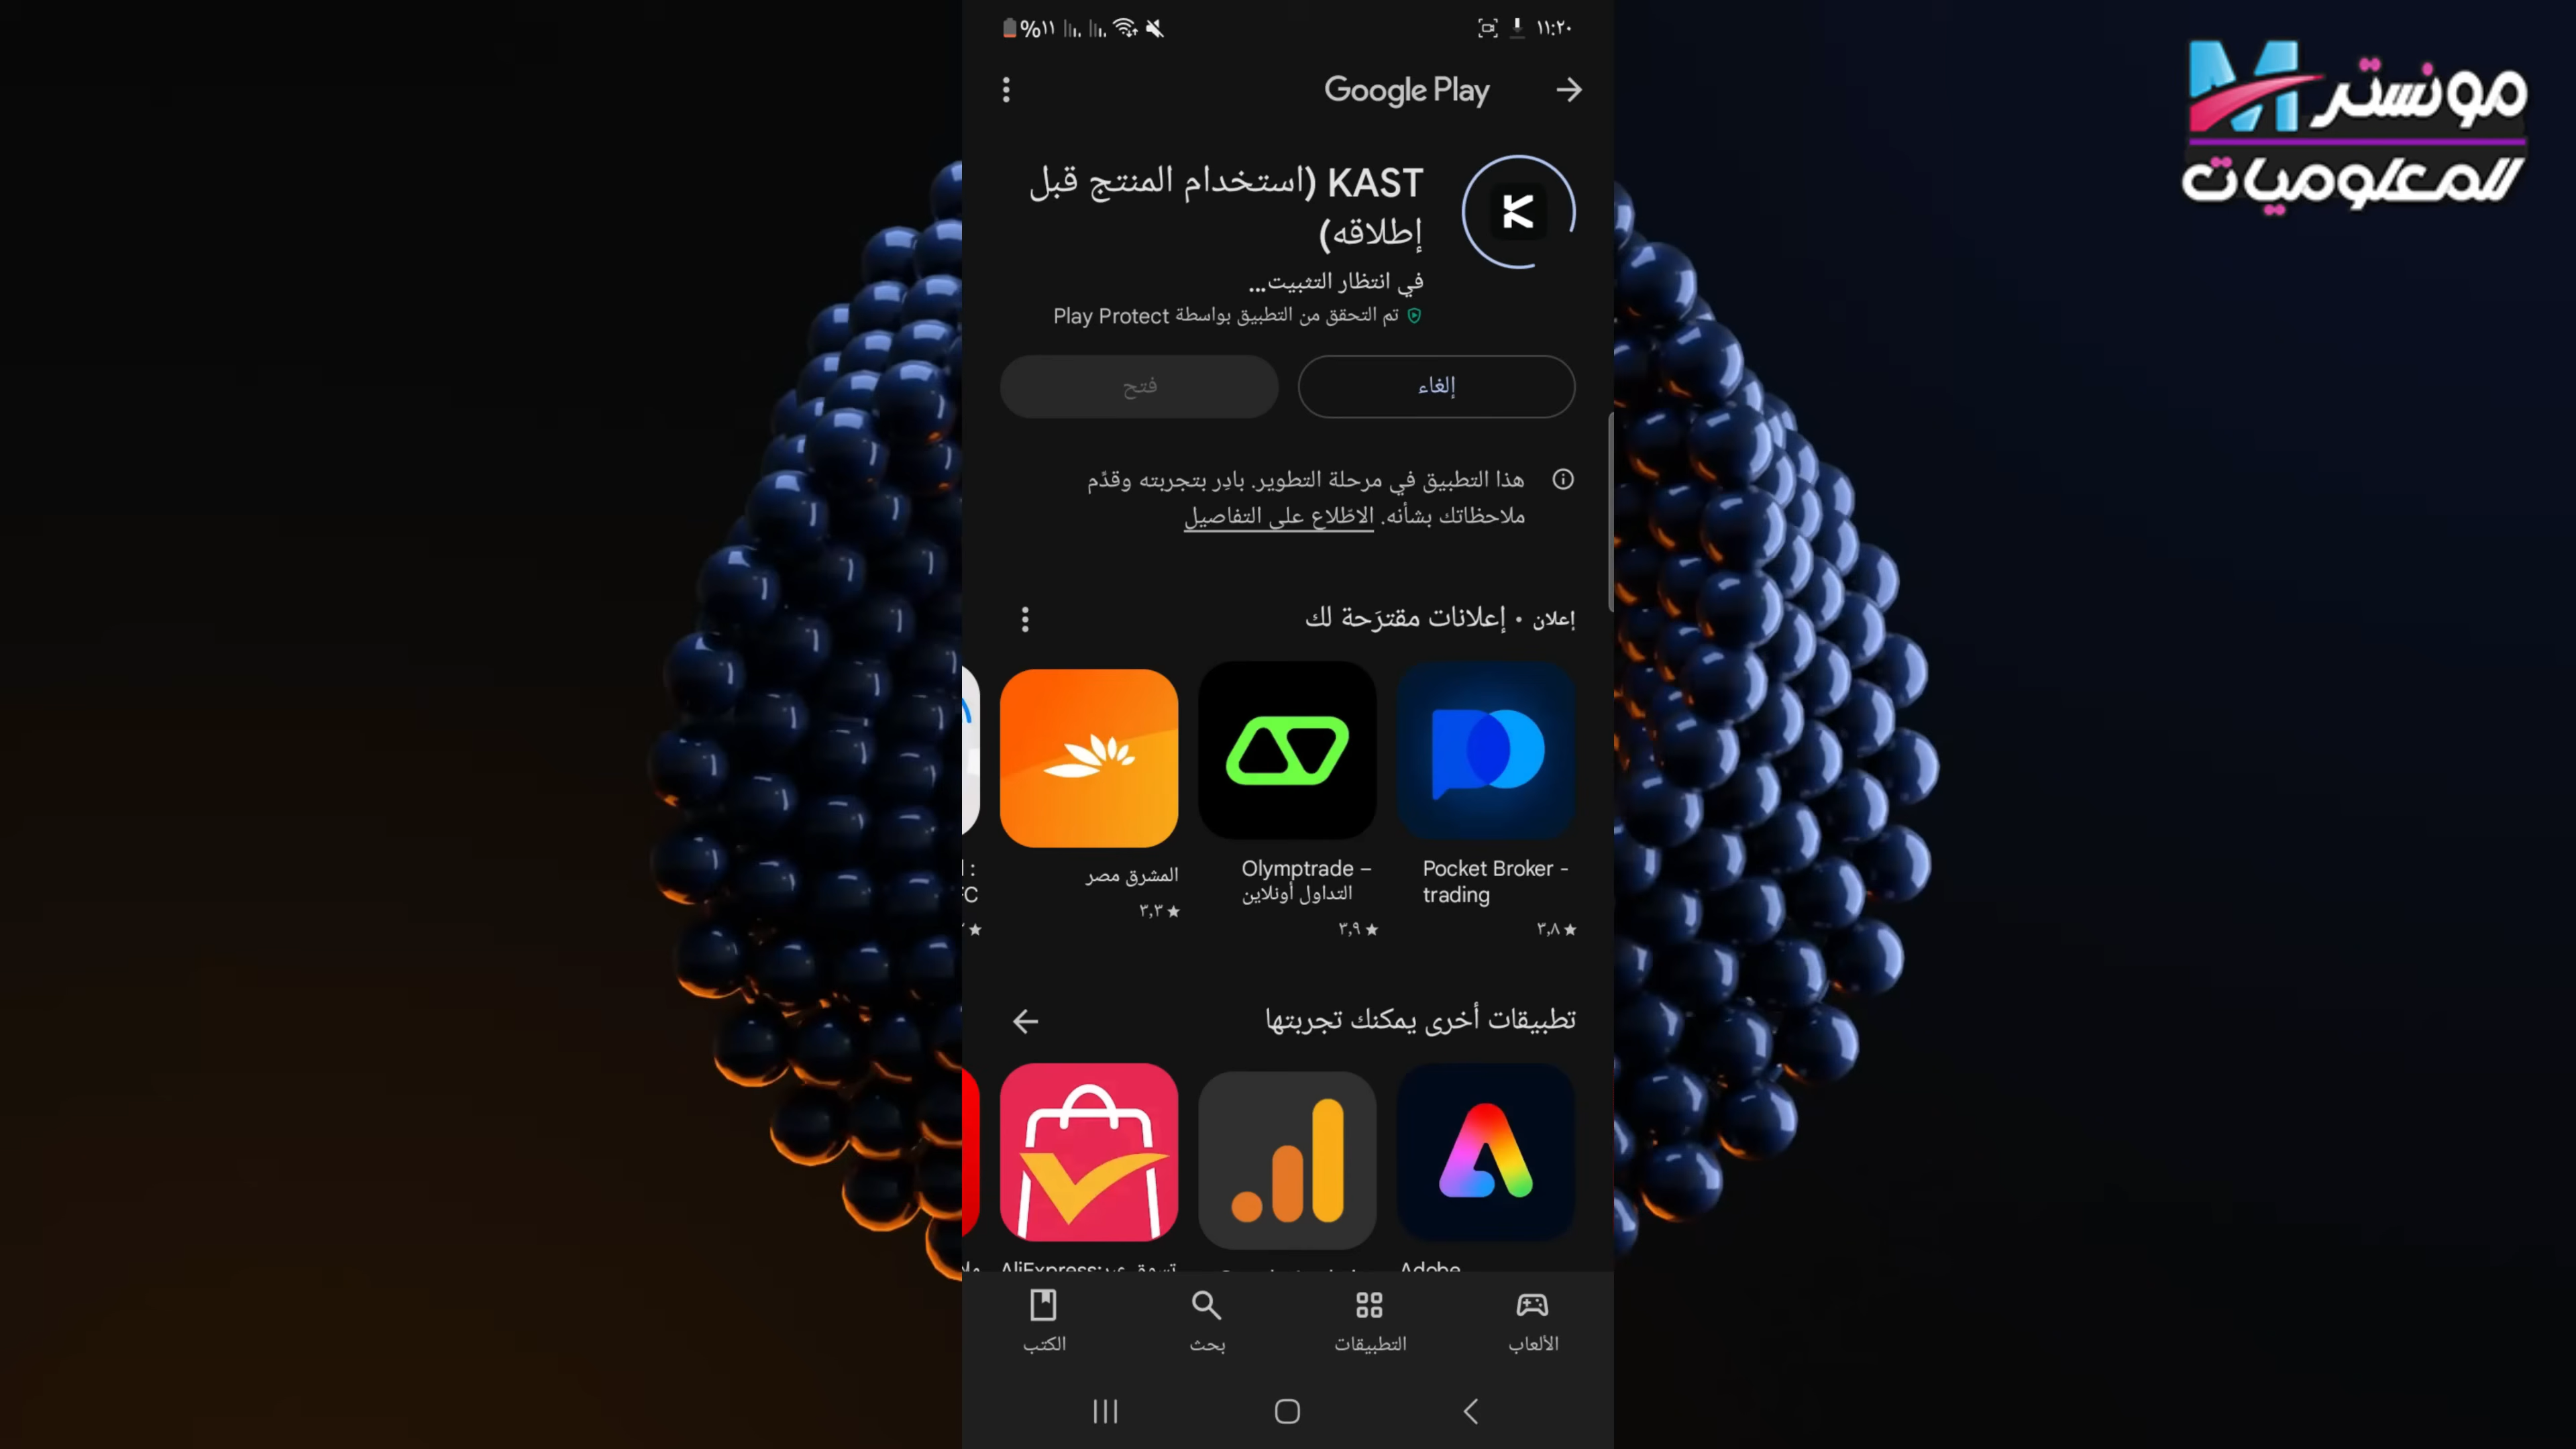 ١١:٢٠
%١١
Google Play
KAST (استخدام المنتج قبل
إطلاقه)
في انتظار التثبيت...
تم التحقق من التطبيق بواسطة Play Protect
إلغاء
فتح
هذا التطبيق في مرحلة التطوير. بادِر بتجربته وقدِّم
ملاحظاتك بشأنه. الاطّلاع على التفاصيل
إعلان • إعلانات مقترَحة لك
Pocket Broker -
trading
٣,٨ ★
Olymptrade –
التداول أونلاين
٣,٩ ★
المشرق مصر
٣,٣ ★
تطبيقات أخرى يمكنك تجربتها
Adobe
AliExpress:
الألعاب
التطبيقات
بحث
الكتب
مونستر
للمعلوميات